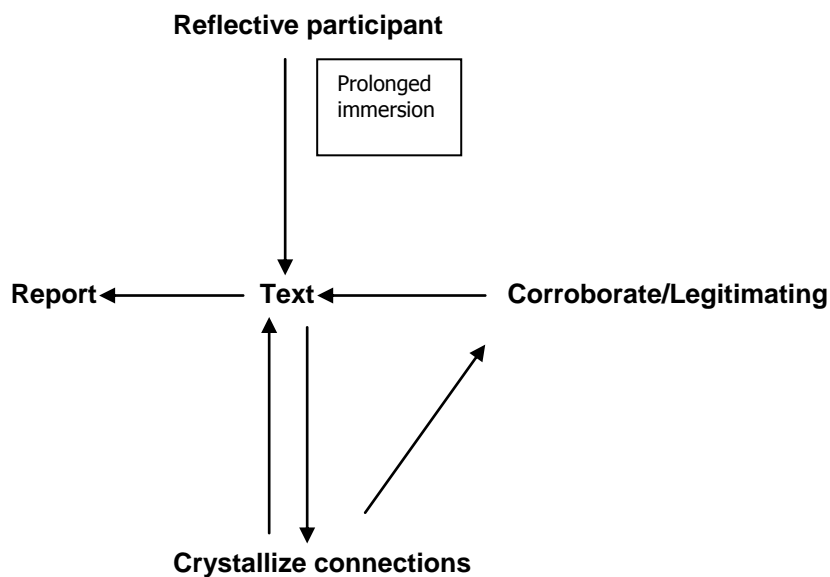 Reflective participant
Prolonged
immersion
Report
Text
Corroborate/Legitimating
Crystallize connections